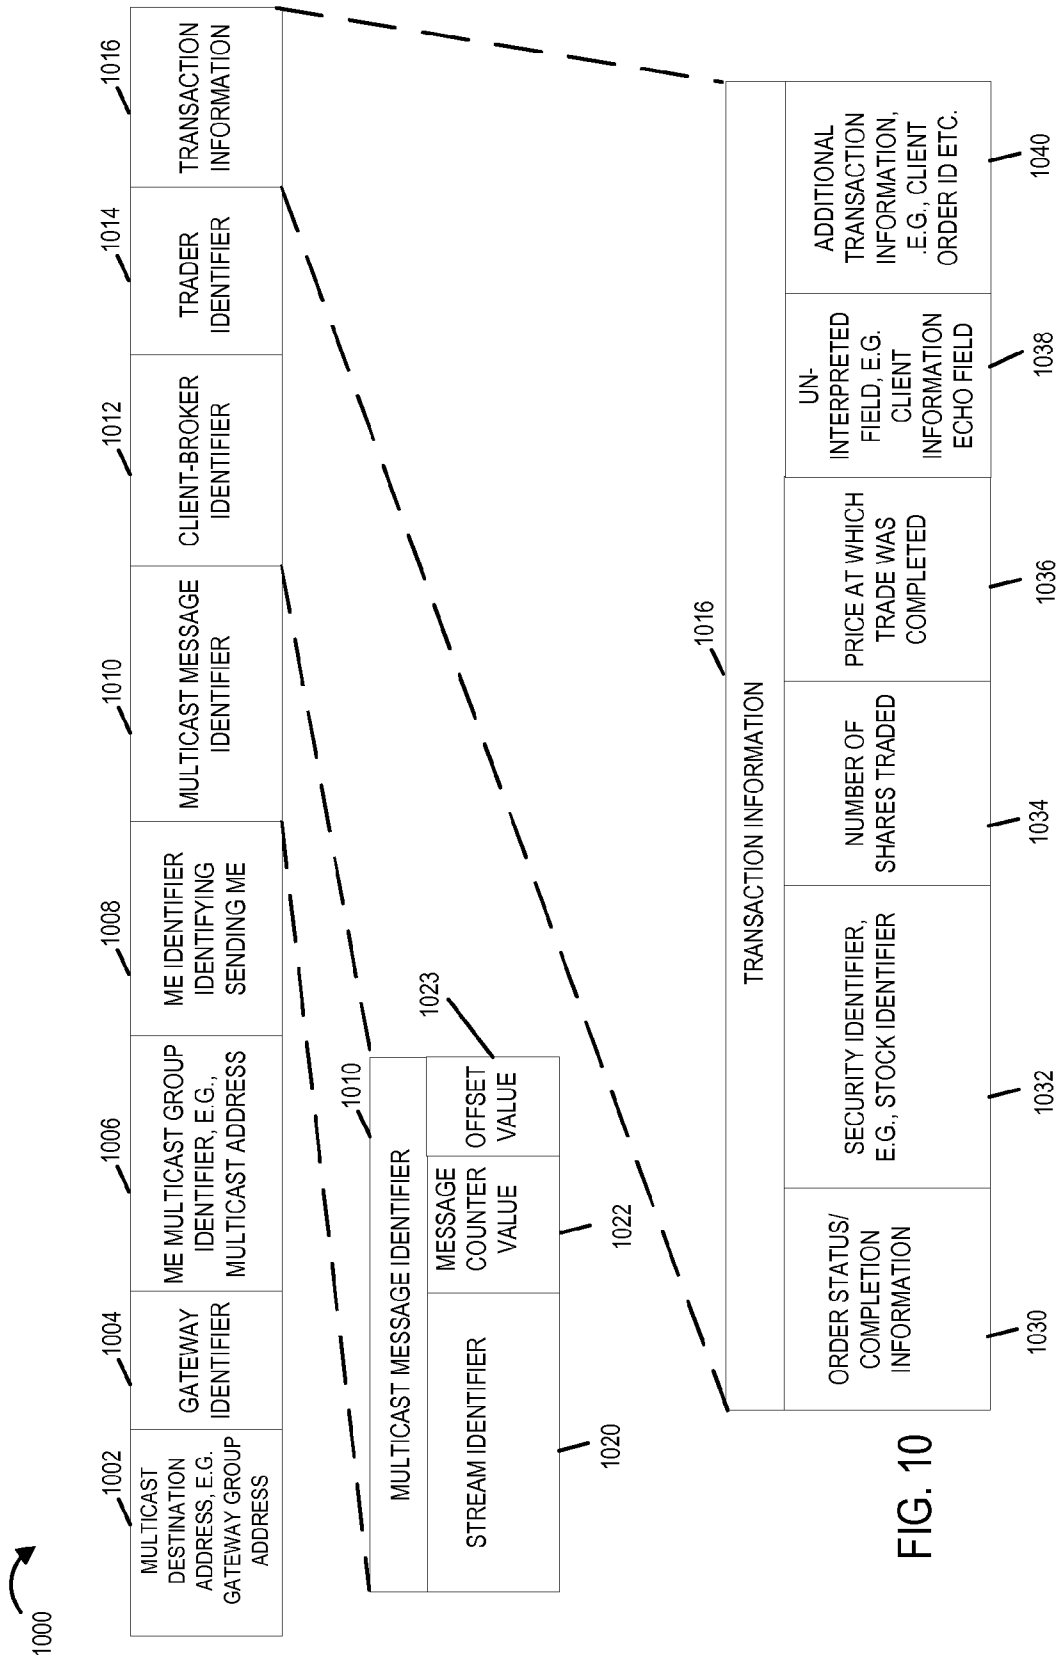 1000
1002
1004
1006
1008
1010
1012
1014
1016
MULTICAST
DESTINATION
ADDRESS, E.G.
GATEWAY GROUP
ADDRESS
GATEWAY
IDENTIFIER
ME MULTICAST GROUP
IDENTIFIER, E.G.,
MULTICAST ADDRESS
ME IDENTIFIER
IDENTIFYING
SENDING ME
MULTICAST MESSAGE
IDENTIFIER
CLIENT-BROKER
IDENTIFIER
TRADER
IDENTIFIER
TRANSACTION
INFORMATION
1010
MULTICAST MESSAGE IDENTIFIER
1023
STREAM IDENTIFIER
MESSAGE
COUNTER
VALUE
OFFSET
VALUE
1020
1022
1016
TRANSACTION INFORMATION
ORDER STATUS/
COMPLETION
INFORMATION
SECURITY IDENTIFIER,
E.G., STOCK IDENTIFIER
NUMBER OF
SHARES TRADED
PRICE AT WHICH
TRADE WAS
COMPLETED
UN-
INTERPRETED
FIELD, E.G.
CLIENT
INFORMATION
ECHO FIELD
ADDITIONAL
TRANSACTION
INFORMATION,
.E.G., CLIENT
ORDER ID ETC.
1030
1032
1034
1036
1038
1040
FIG. 10